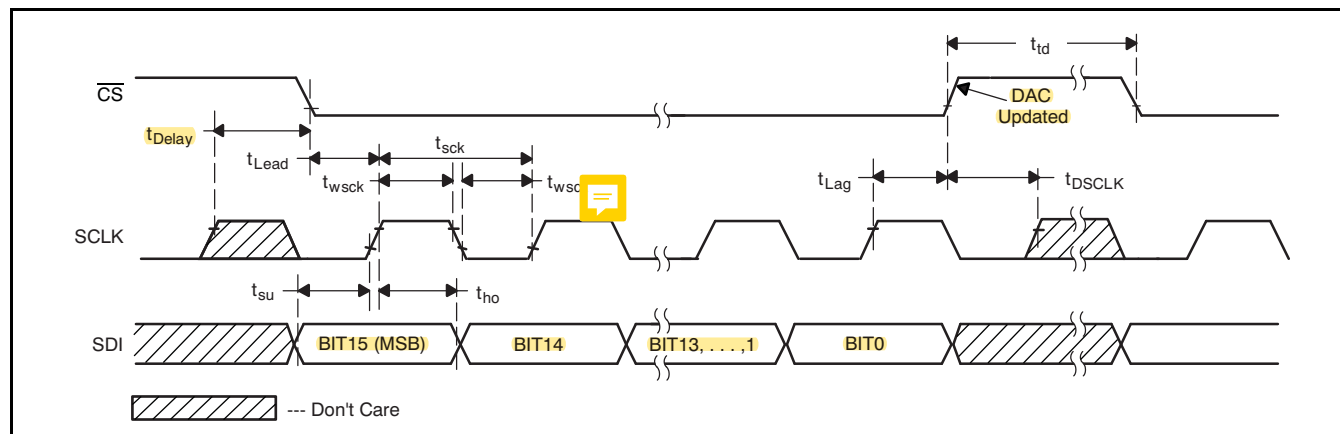 t_td
CS
DAC
Updated
t_Delay
t_Lead
t_sck
t_wsck
t_Lag
t_DSCLK
SCLK
t_su
t_ho
SDI
BIT15 (MSB)
BIT14
BIT13, . . . ,1
BIT0
--- Don't Care